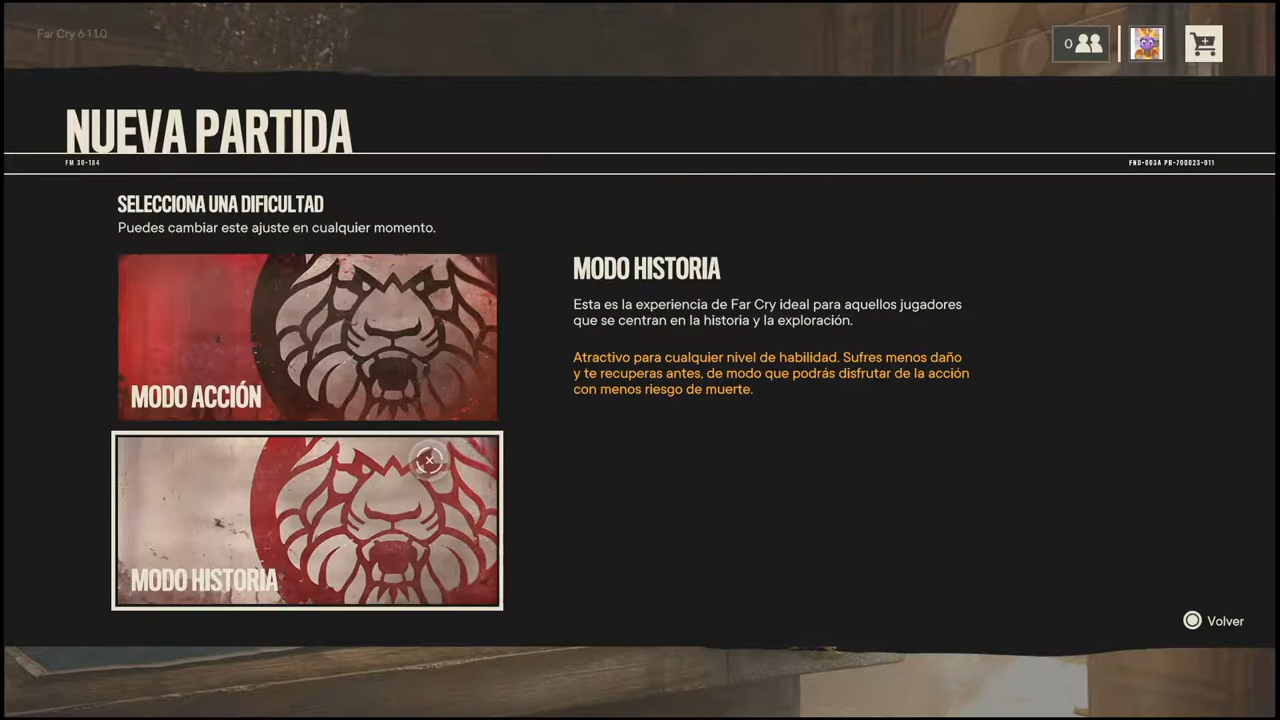 Far Cry 6 1.1.0
0
NUEVA PARTIDA
FM 30-184
FND-003A PB-700023-011
SELECCIONA UNA DIFICULTAD
Puedes cambiar este ajuste en cualquier momento.
MODO ACCIÓN
MODO HISTORIA
MODO HISTORIA
Esta es la experiencia de Far Cry ideal para aquellos jugadores
que se centran en la historia y la exploración.
Atractivo para cualquier nivel de habilidad. Sufres menos daño
y te recuperas antes, de modo que podrás disfrutar de la acción
con menos riesgo de muerte.
Volver